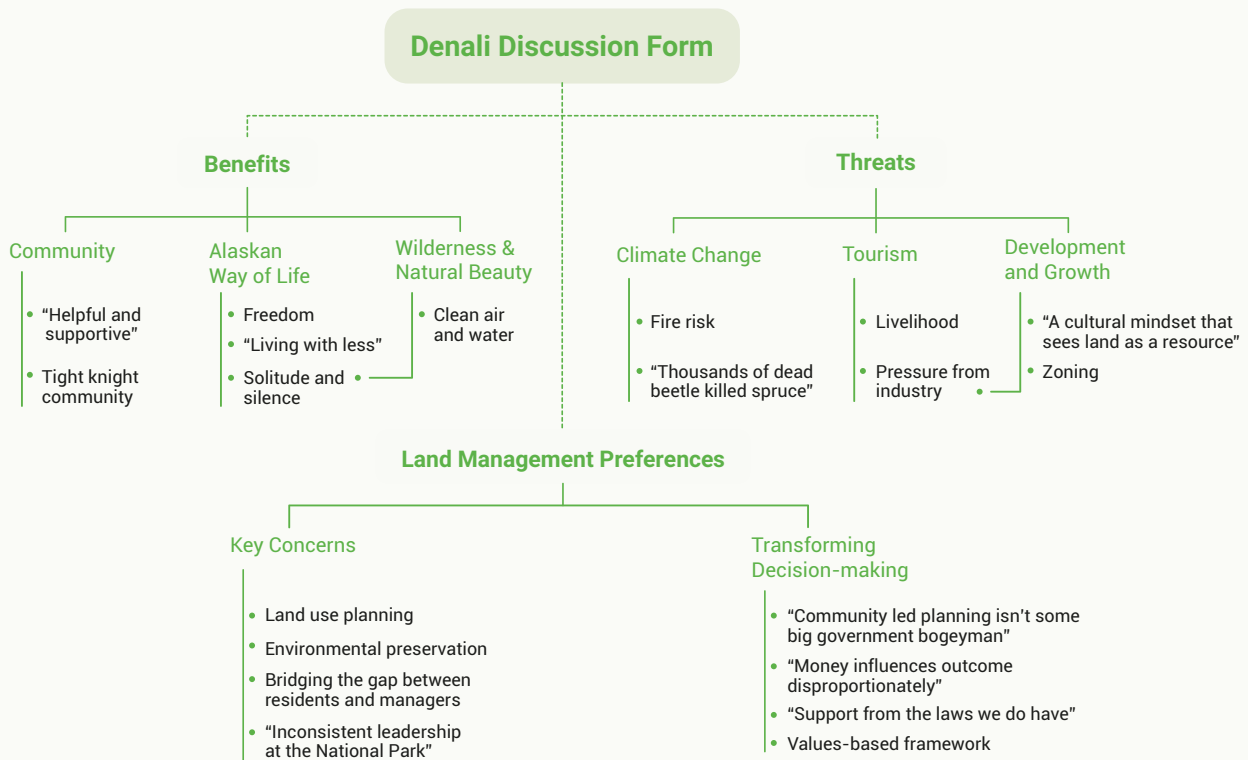 Denali Discussion Form
Benefits
Community
“Helpful and
supportive”
Tight knight
community
Alaskan
Way of Life
Freedom
“Living with less”
Solitude and
silence
Wilderness &
Natural Beauty
Clean air
and water
Threats
Climate Change
Fire risk
“Thousands of dead
beetle killed spruce”
Tourism
Livelihood
Pressure from
industry
Development
and Growth
“A cultural mindset that
sees land as a resource”
Zoning
Land Management Preferences
Key Concerns
Land use planning
Environmental preservation
Bridging the gap between
residents and managers
“Inconsistent leadership
at the National Park”
Transforming
Decision-making
“Community led planning isn’t some
big government bogeyman”
“Money influences outcome
disproportionately”
“Support from the laws we do have”
Values-based framework